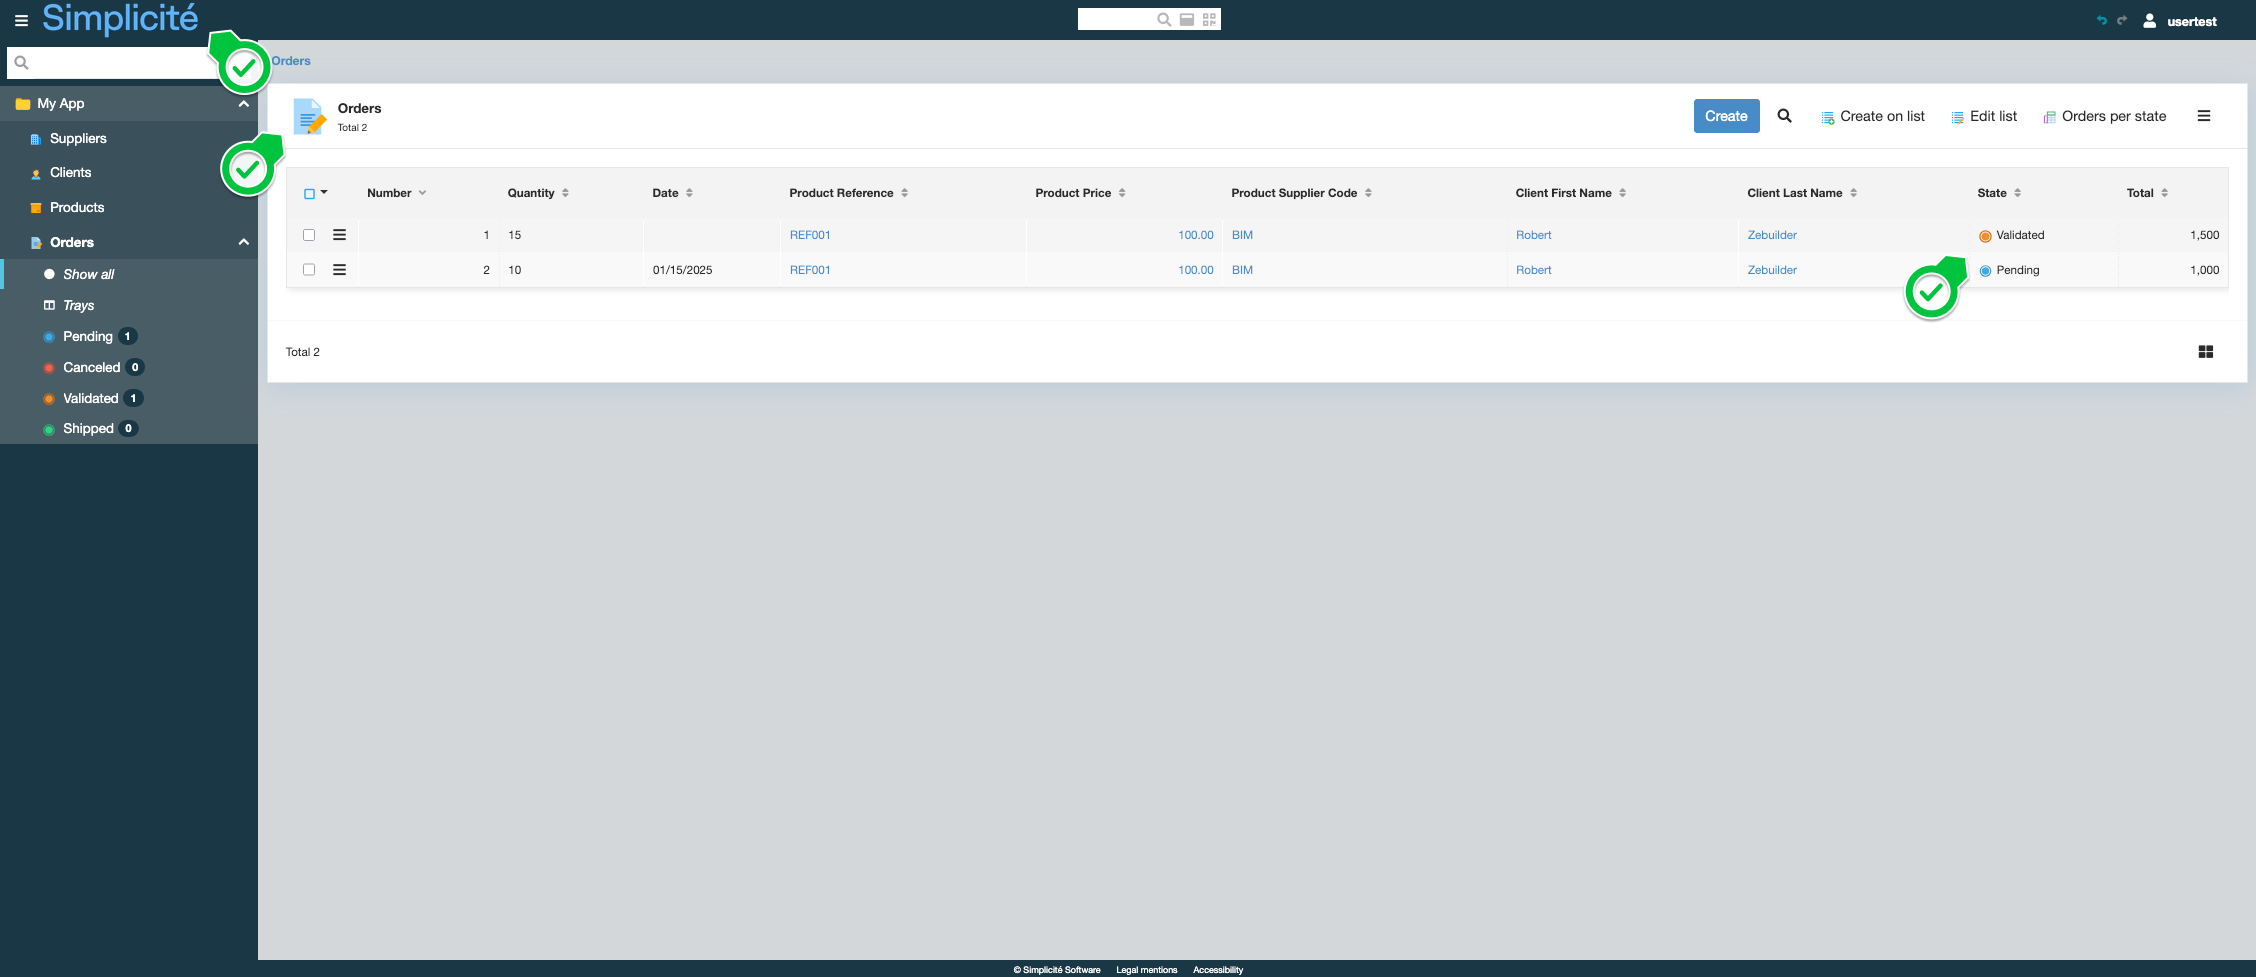 Simplicité
usertest
Orders
My App
Suppliers
Clients
Products
Orders
Show all
Trays
Pending 1
Canceled 0
Validated 1
Shipped 0
Orders
Total 2
Create Create on list Edit list Orders per state
Number Quantity Date Product Reference Product Price Product Supplier Code Client First Name Client Last Name State Total
1 15 REF001 100.00 BIM Robert Zebuilder Validated 1,500
2 10 01/15/2025 REF001 100.00 BIM Robert Zebuilder Pending 1,000
Total 2
© Simplicité Software Legal mentions Accessibility